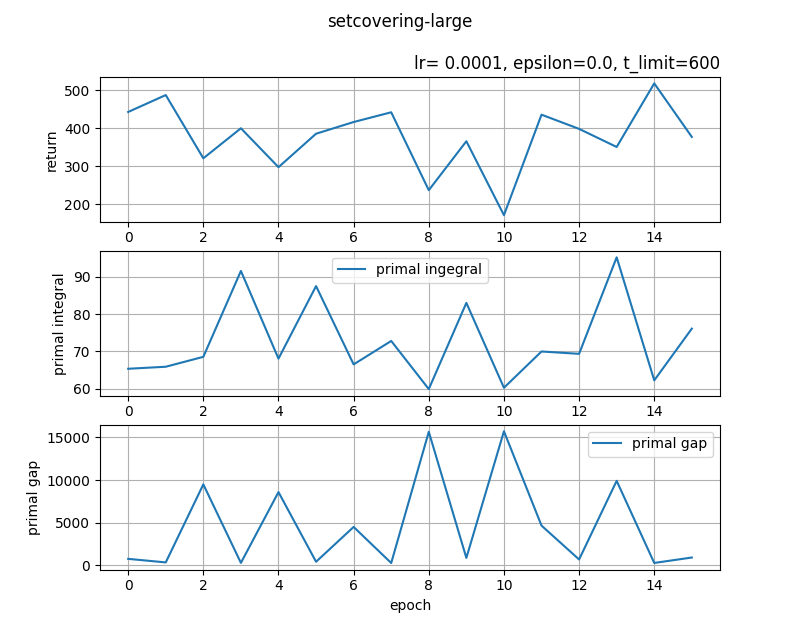 setcovering-large
lr= 0.0001, epsilon=0.0, t_limit=600
500
400
300
200
return
0 2 4 6 8 10 12 14
90
80
70
60
primal integral
primal ingegral
0 2 4 6 8 10 12 14
15000
10000
5000
0
primal gap
primal gap
0 2 4 6 8 10 12 14
epoch